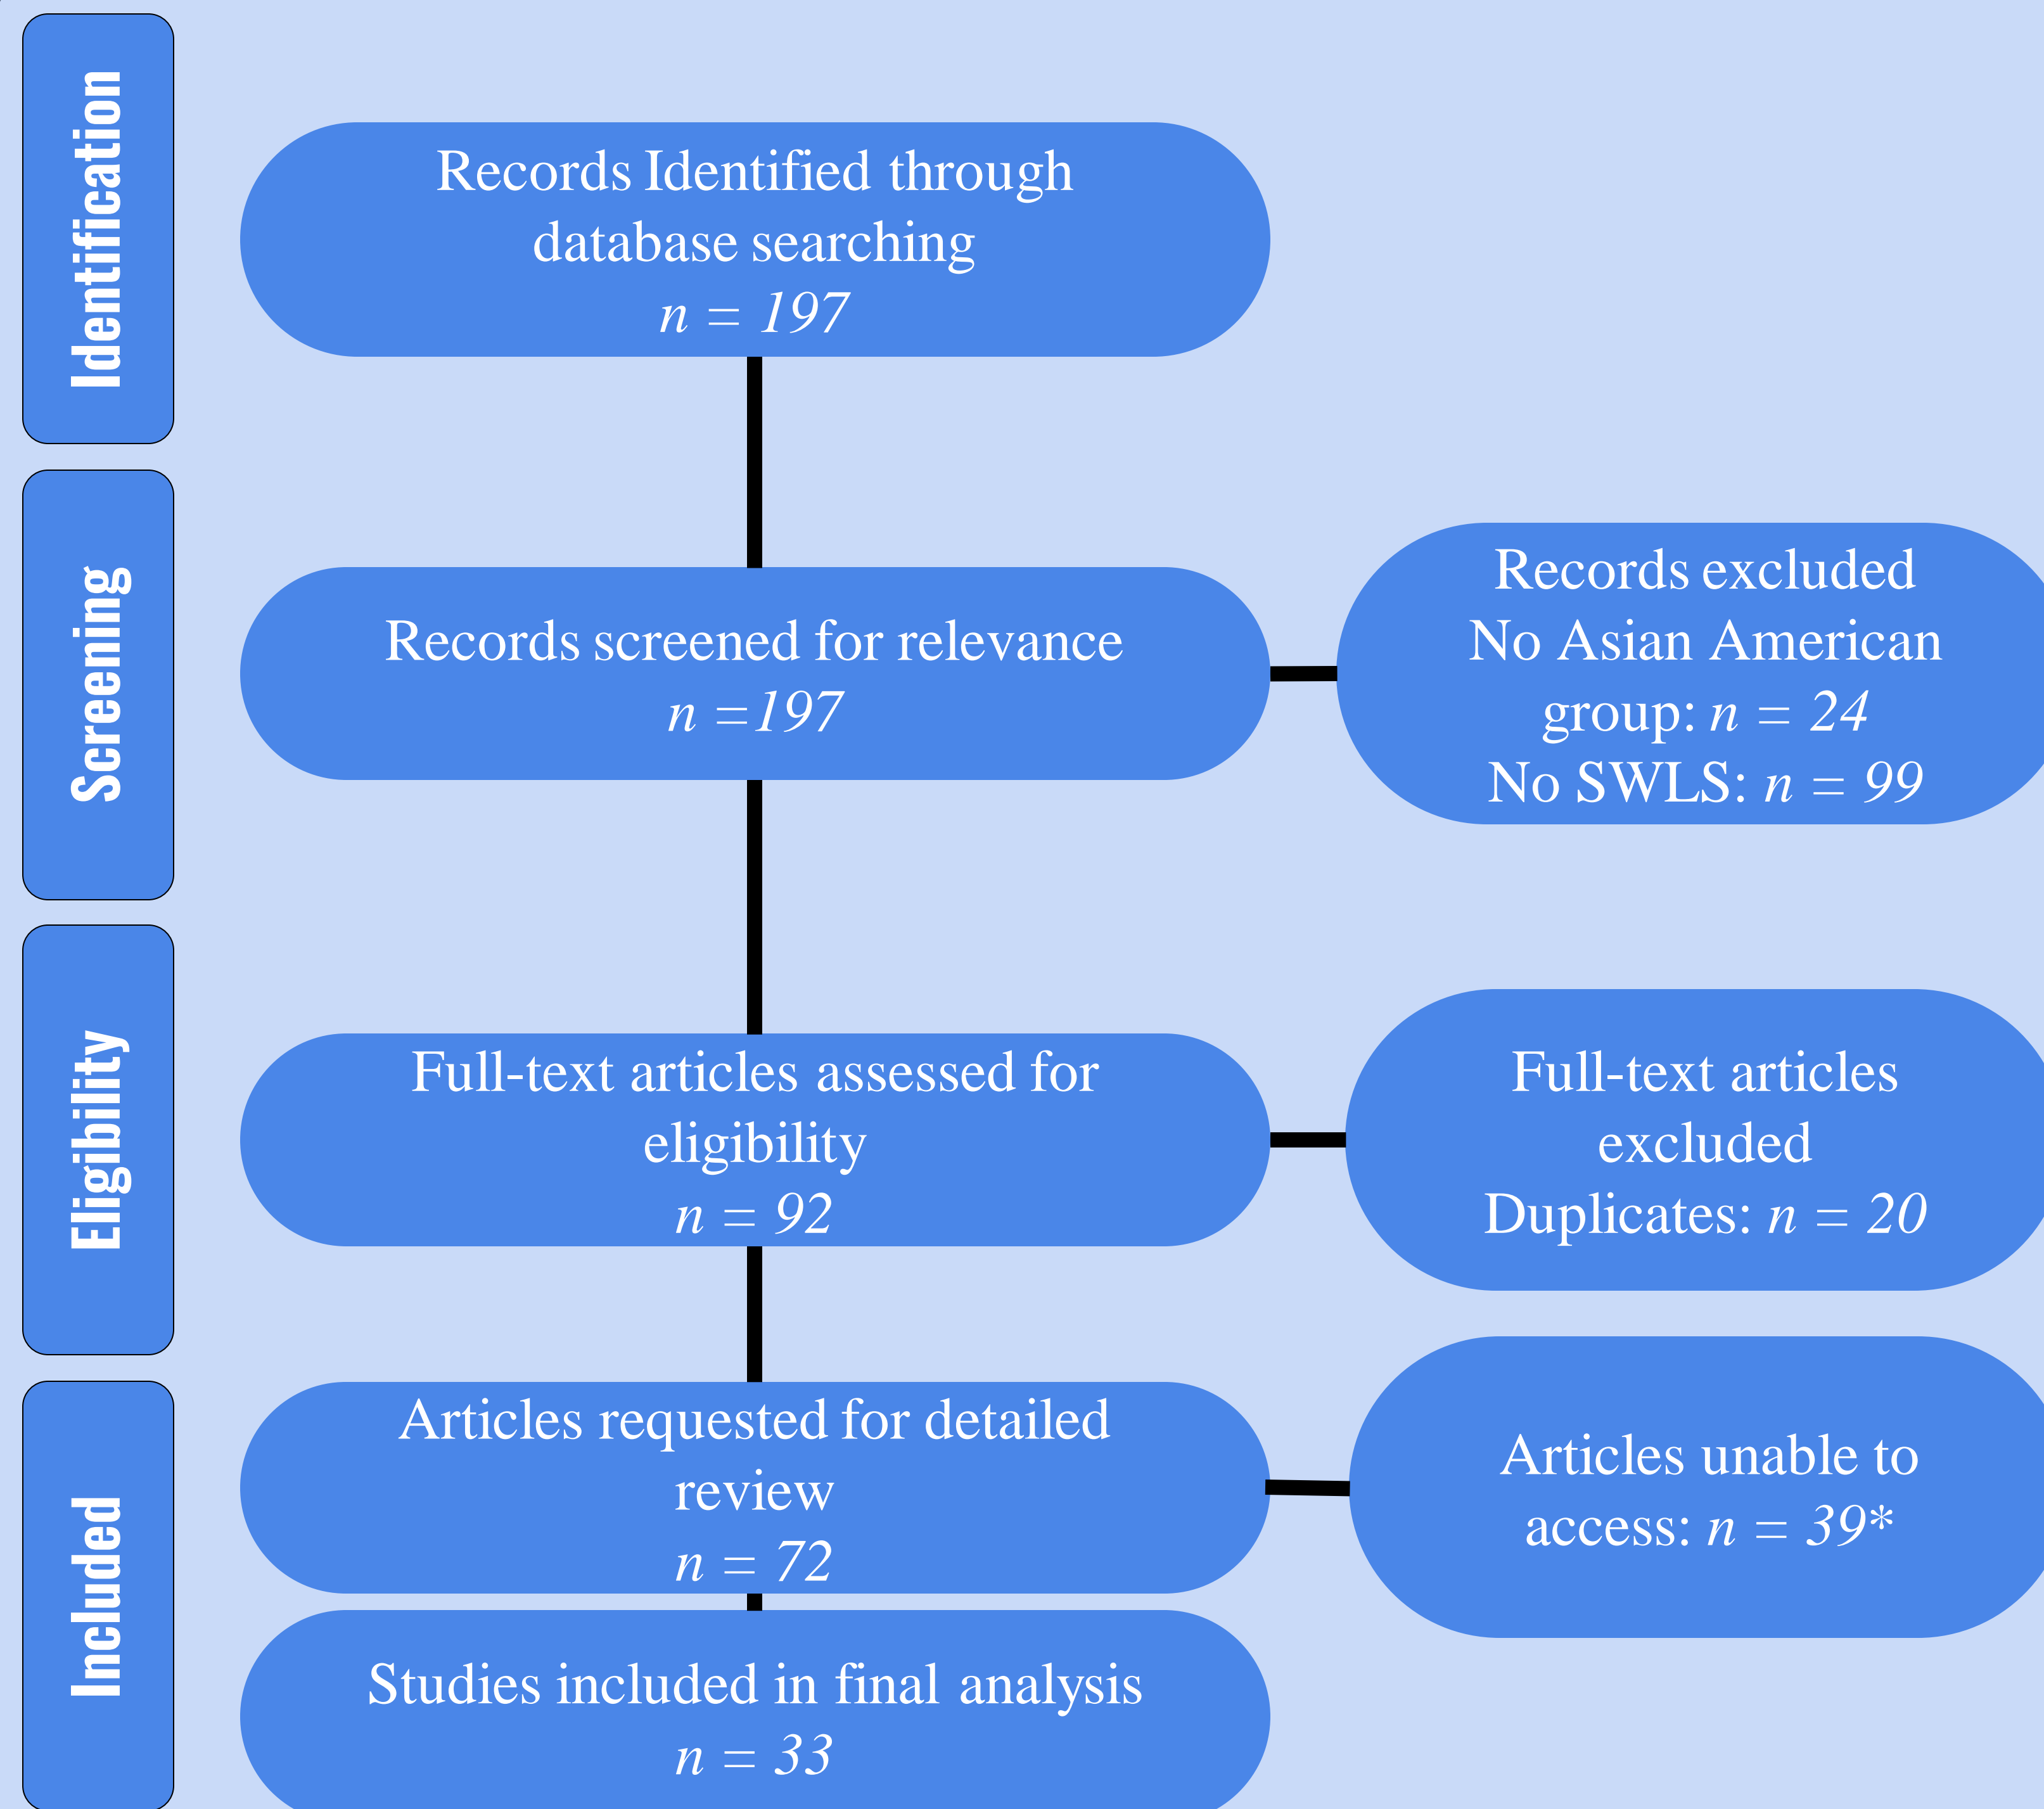 Identification
Records Identified through
database searching
n = 197
Screening
Records screened for relevance
n =197
Records excluded
No Asian American
group: n = 24
No SWLS: n = 99
Eligibility
Full-text articles assessed for
eligibility
n = 92
Full-text articles
excluded
Duplicates: n = 20
Included
Articles requested for detailed
review
n = 72
Articles unable to
access: n = 39*
Studies included in final analysis
n = 33